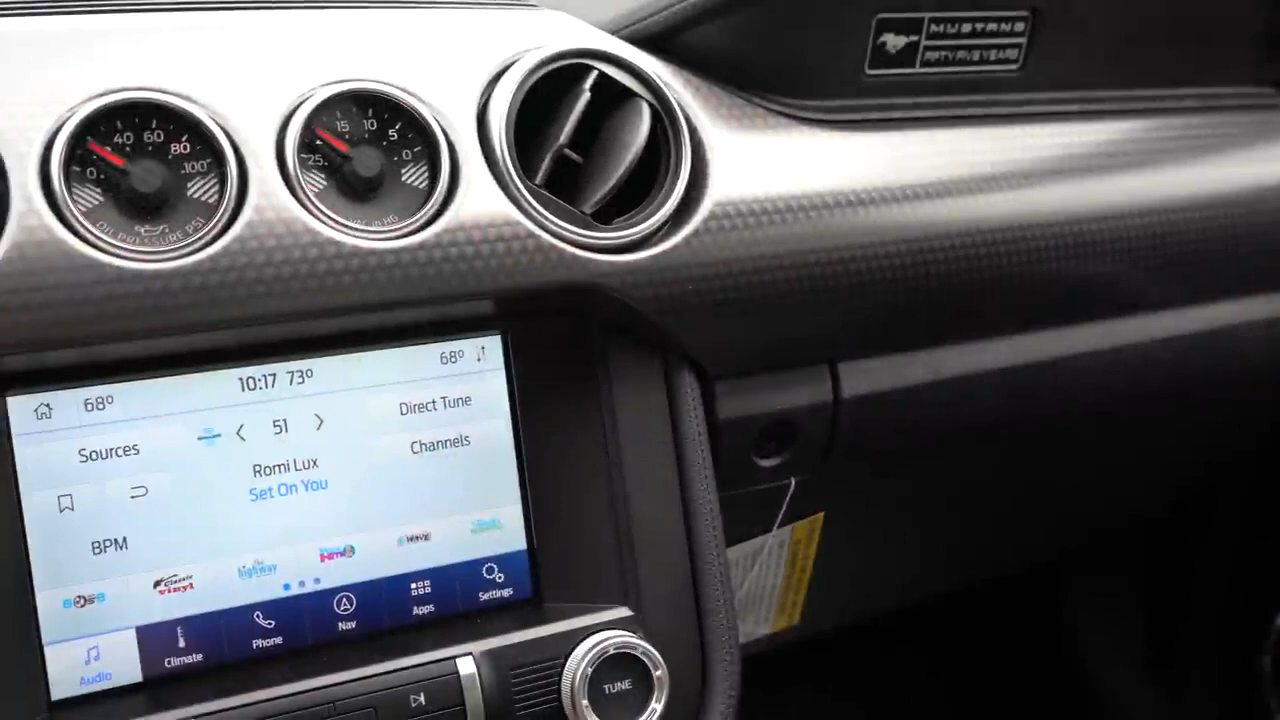 MUSTANG
FIFTY FIVE YEARS
0 40 60 80 100
OIL PRESSURE PSI
25 15 10 5 0
VAC in HG
68° 10:17 73° 68°
Sources
51
Direct Tune
Channels
Romi Lux
Set On You
BPM
80s8
Classic vinyl
the highway
wave
Audio
Climate
Phone
Nav
Apps
Settings
TUNE